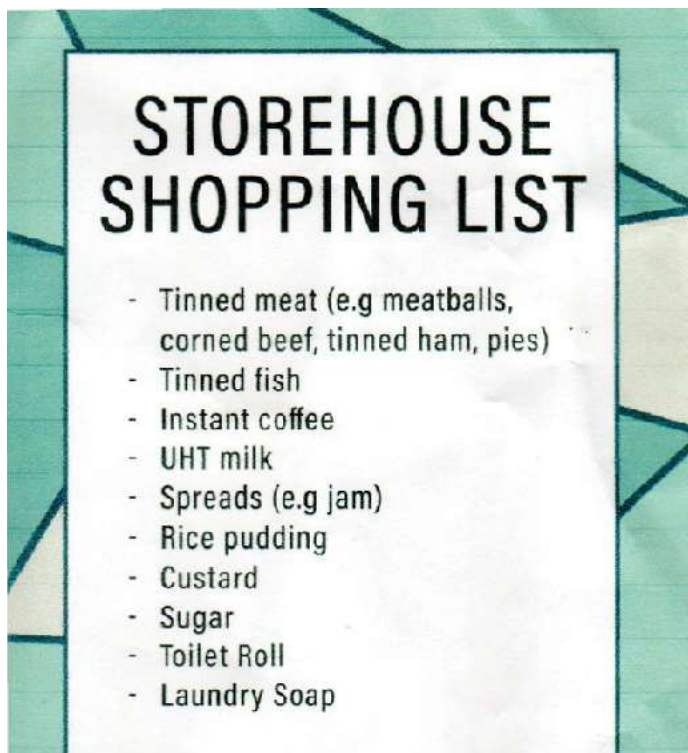 STOREHOUSE
SHOPPING LIST
- Tinned meat (e.g meatballs,
corned beef, tinned ham, pies)
- Tinned fish
- Instant coffee
- UHT milk
- Spreads (e.g jam)
- Rice pudding
- Custard
- Sugar
- Toilet Roll
- Laundry Soap